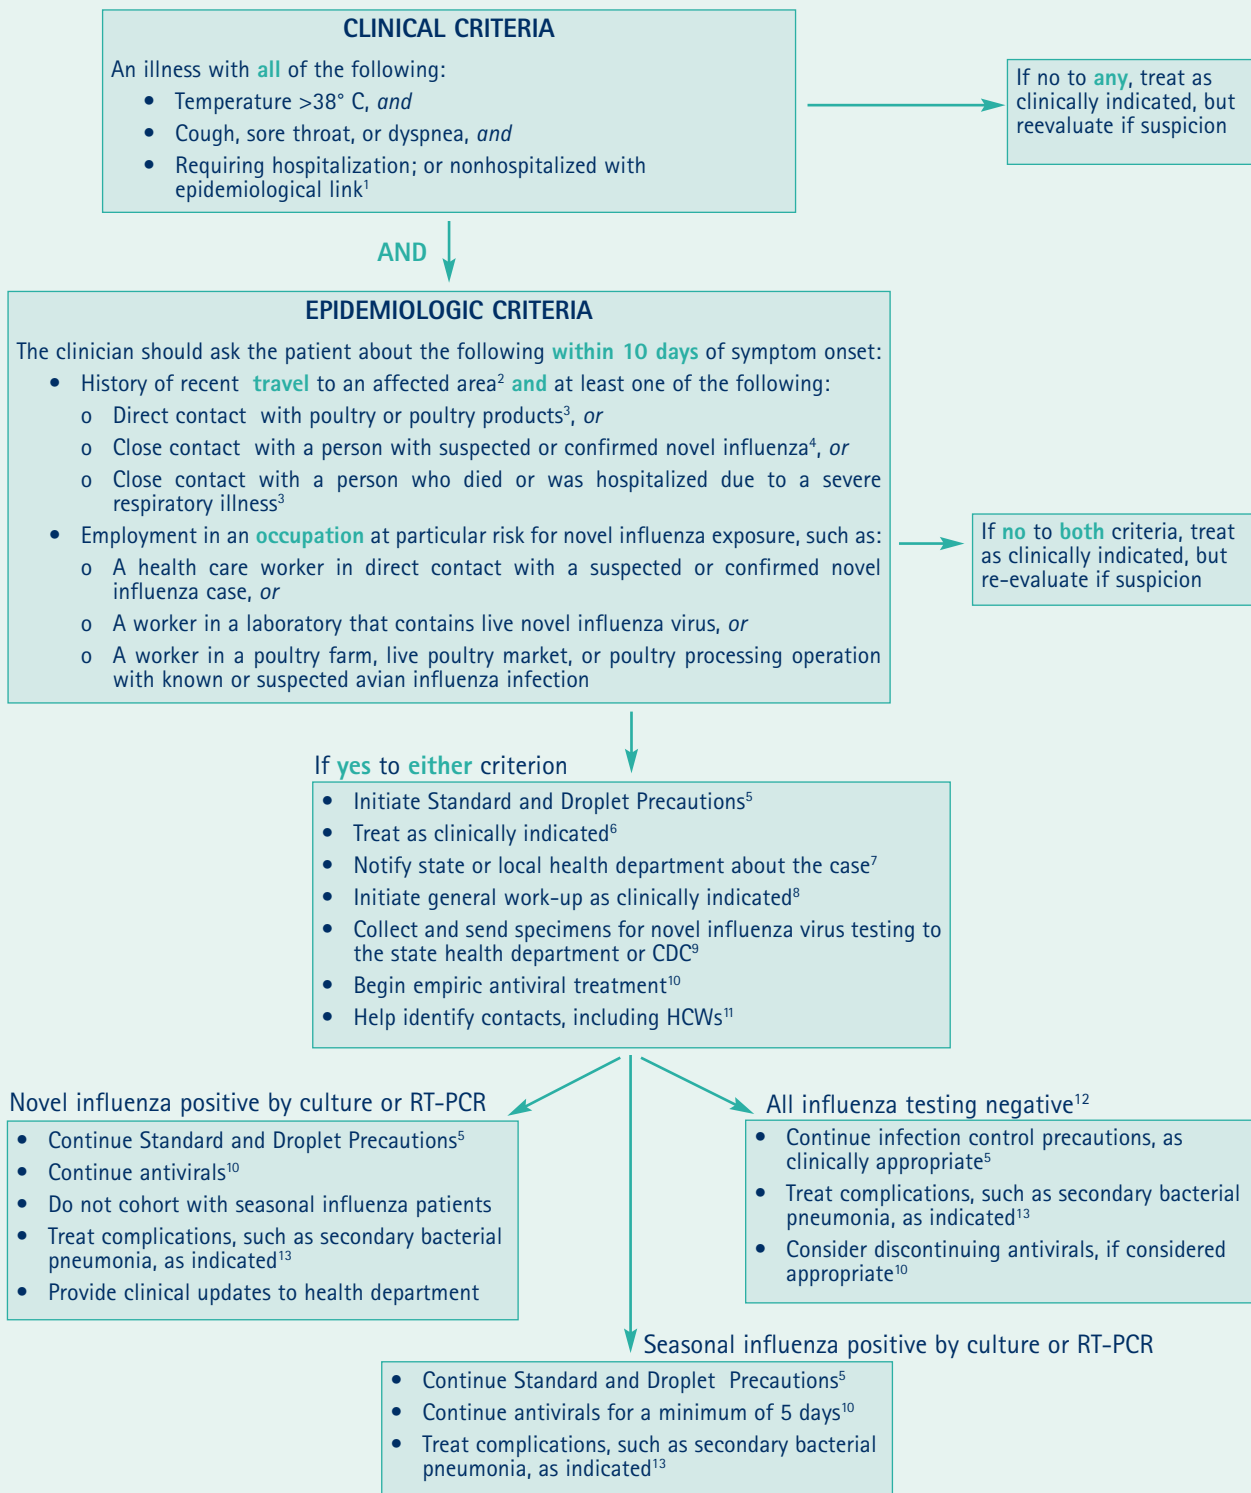 CLINICAL CRITERIA
An illness with all of the following:
• Temperature >38° C, and
• Cough, sore throat, or dyspnea, and
• Requiring hospitalization; or nonhospitalized with
epidemiological link¹
If no to any, treat as
clinically indicated, but
reevaluate if suspicion
AND
EPIDEMIOLOGIC CRITERIA
The clinician should ask the patient about the following within 10 days of symptom onset:
• History of recent travel to an affected area² and at least one of the following:
o Direct contact with poultry or poultry products³, or
o Close contact with a person with suspected or confirmed novel influenza⁴, or
o Close contact with a person who died or was hospitalized due to a severe
respiratory illness³
• Employment in an occupation at particular risk for novel influenza exposure, such as:
o A health care worker in direct contact with a suspected or confirmed novel
influenza case, or
o A worker in a laboratory that contains live novel influenza virus, or
o A worker in a poultry farm, live poultry market, or poultry processing operation
with known or suspected avian influenza infection
If no to both criteria, treat
as clinically indicated, but
re-evaluate if suspicion
If yes to either criterion
• Initiate Standard and Droplet Precautions⁵
• Treat as clinically indicated⁶
• Notify state or local health department about the case⁷
• Initiate general work-up as clinically indicated⁸
• Collect and send specimens for novel influenza virus testing to
the state health department or CDC⁹
• Begin empiric antiviral treatment¹⁰
• Help identify contacts, including HCWs¹¹
Novel influenza positive by culture or RT-PCR
• Continue Standard and Droplet Precautions⁵
• Continue antivirals¹⁰
• Do not cohort with seasonal influenza patients
• Treat complications, such as secondary bacterial
pneumonia, as indicated¹³
• Provide clinical updates to health department
All influenza testing negative¹²
• Continue infection control precautions, as
clinically appropriate⁵
• Treat complications, such as secondary bacterial
pneumonia, as indicated¹³
• Consider discontinuing antivirals, if considered
appropriate¹⁰
Seasonal influenza positive by culture or RT-PCR
• Continue Standard and Droplet Precautions⁵
• Continue antivirals for a minimum of 5 days¹⁰
• Treat complications, such as secondary bacterial
pneumonia, as indicated¹³